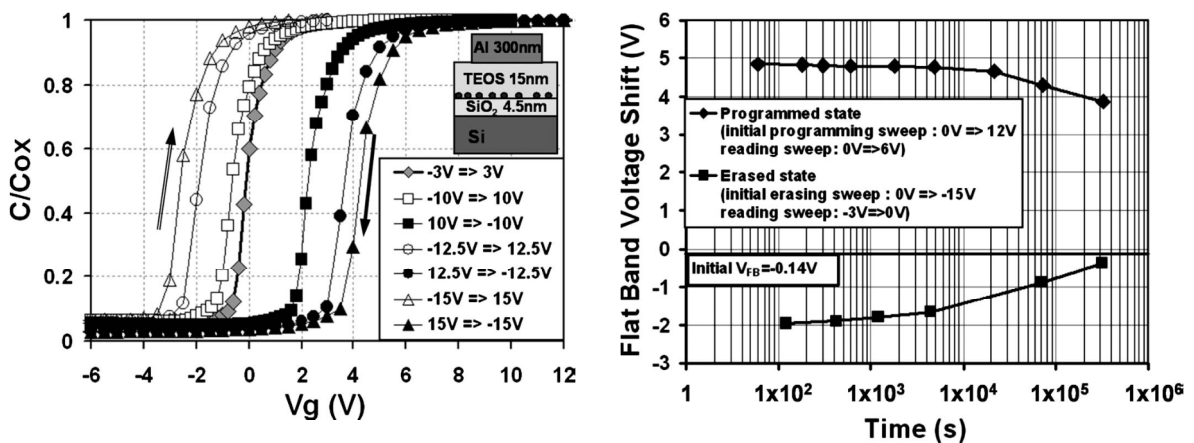 C/Cox
1
0.8
0.6
0.4
0.2
0
-6
-4
-2
0
2
4
6
8
10
12
Vg (V)
Al 300nm
TEOS 15nm
SiO₂ 4.5nm
Si
-3V => 3V
-10V => 10V
10V => -10V
-12.5V => 12.5V
12.5V => -12.5V
-15V => 15V
15V => -15V
Flat Band Voltage Shift (V)
6
5
4
3
2
1
0
-1
-2
-3
Programmed state
(initial programming sweep : 0V => 12V
reading sweep: 0V=>6V)
Erased state
(initial erasing sweep : 0V => -15V
reading sweep: -3V=>0V)
Initial VFB=-0.14V
1
1x10²
1x10³
1x10⁴
1x10⁵
1x10⁶
Time (s)